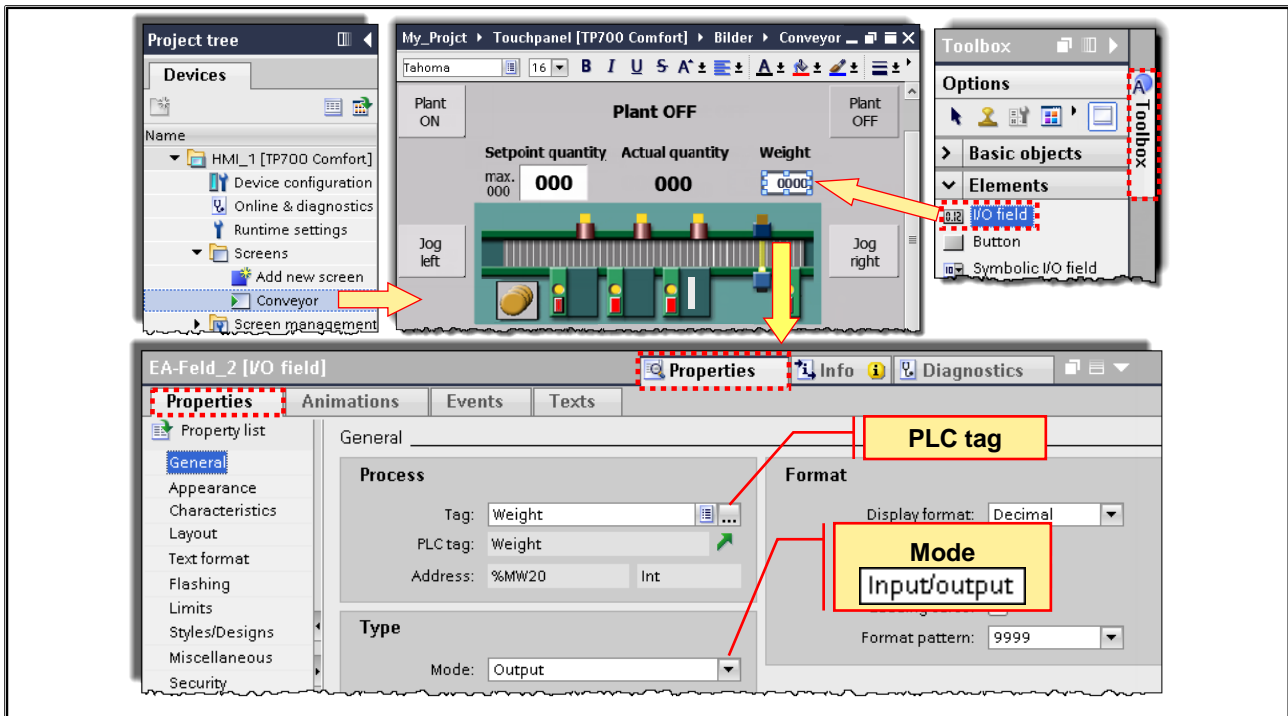 Project tree
Devices
Name
HMI_1 [TP700 Comfort]
Device configuration
Online & diagnostics
Runtime settings
Screens
Add new screen
Conveyor
Screen management
My_Projct ▸ Touchpanel [TP700 Comfort] ▸ Bilder ▸ Conveyor
Tahoma 16 B I U S A A
Plant ON
Plant OFF
Plant OFF
Setpoint quantity Actual quantity Weight
max. 000
000 000 0000
Jog left
Jog right
Toolbox
Options
Toolbox
Basic objects
Elements
I/O field
Button
Symbolic I/O field
EA-Feld_2 [I/O field]
Properties Info Diagnostics
Properties Animations Events Texts
Property list
General
Appearance
Characteristics
Layout
Text format
Flashing
Limits
Styles/Designs
Miscellaneous
Security
General
Process
Tag: Weight ...
PLC tag: Weight
Address: %MW20 Int
Type
Mode: Output
PLC tag
Format
Display format: Decimal
Mode
Input/output
Format pattern: 9999